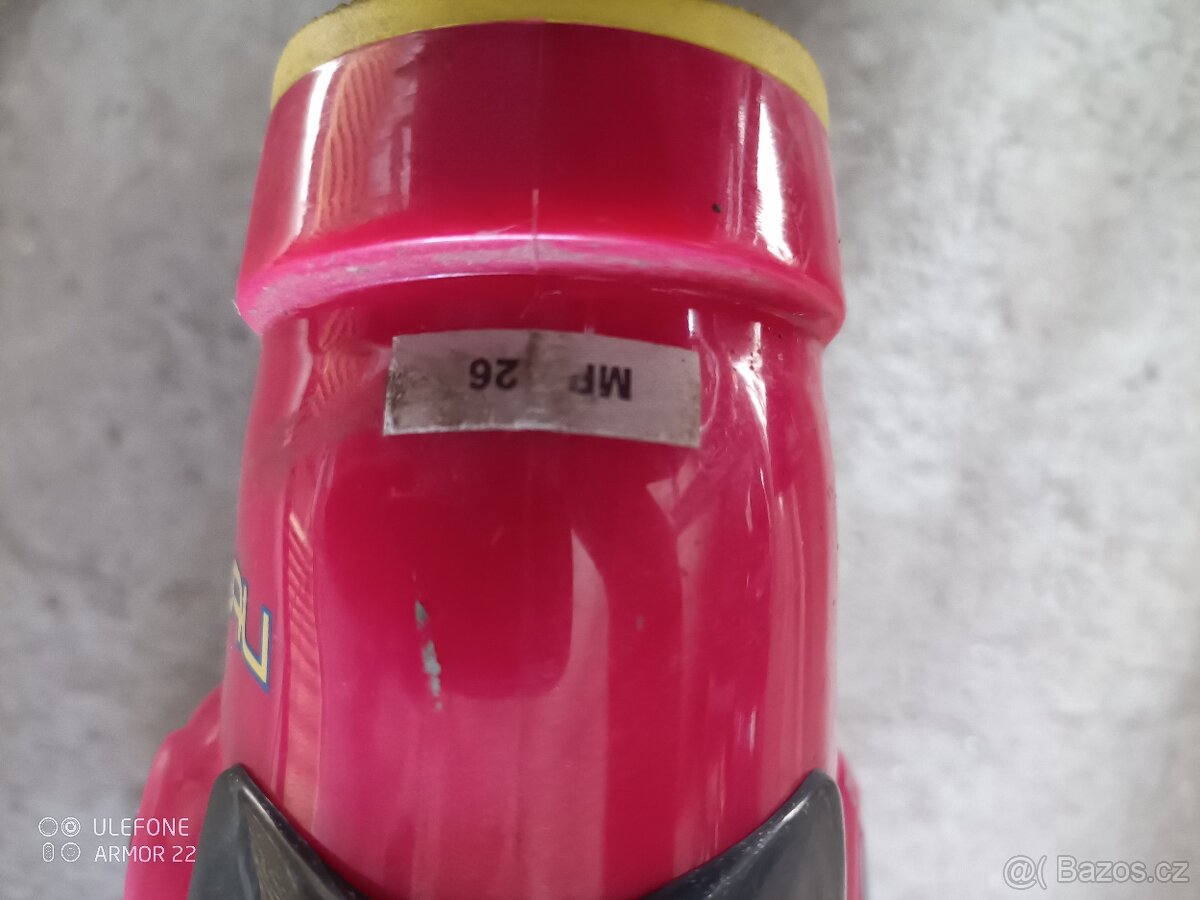 MP 26
ULEFONE
ARMOR 22
@( Bazos.cz